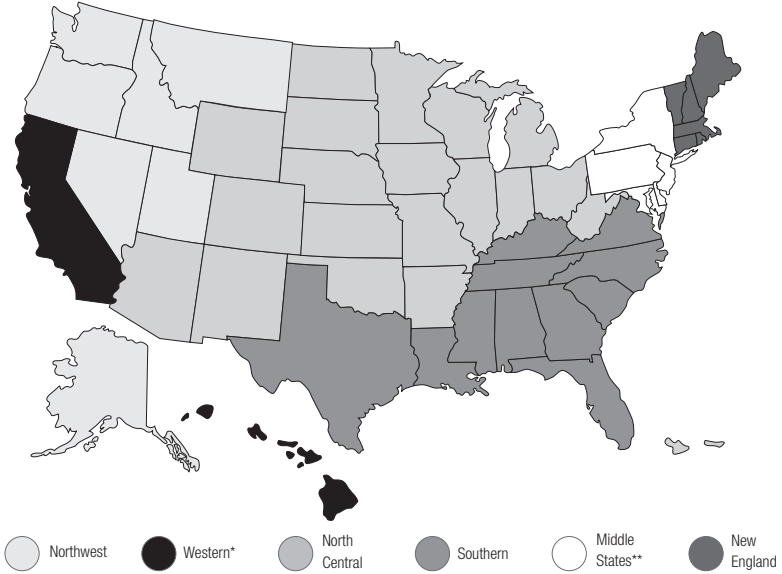 Northwest
Western*
North
Central
Southern
Middle
States**
New
England